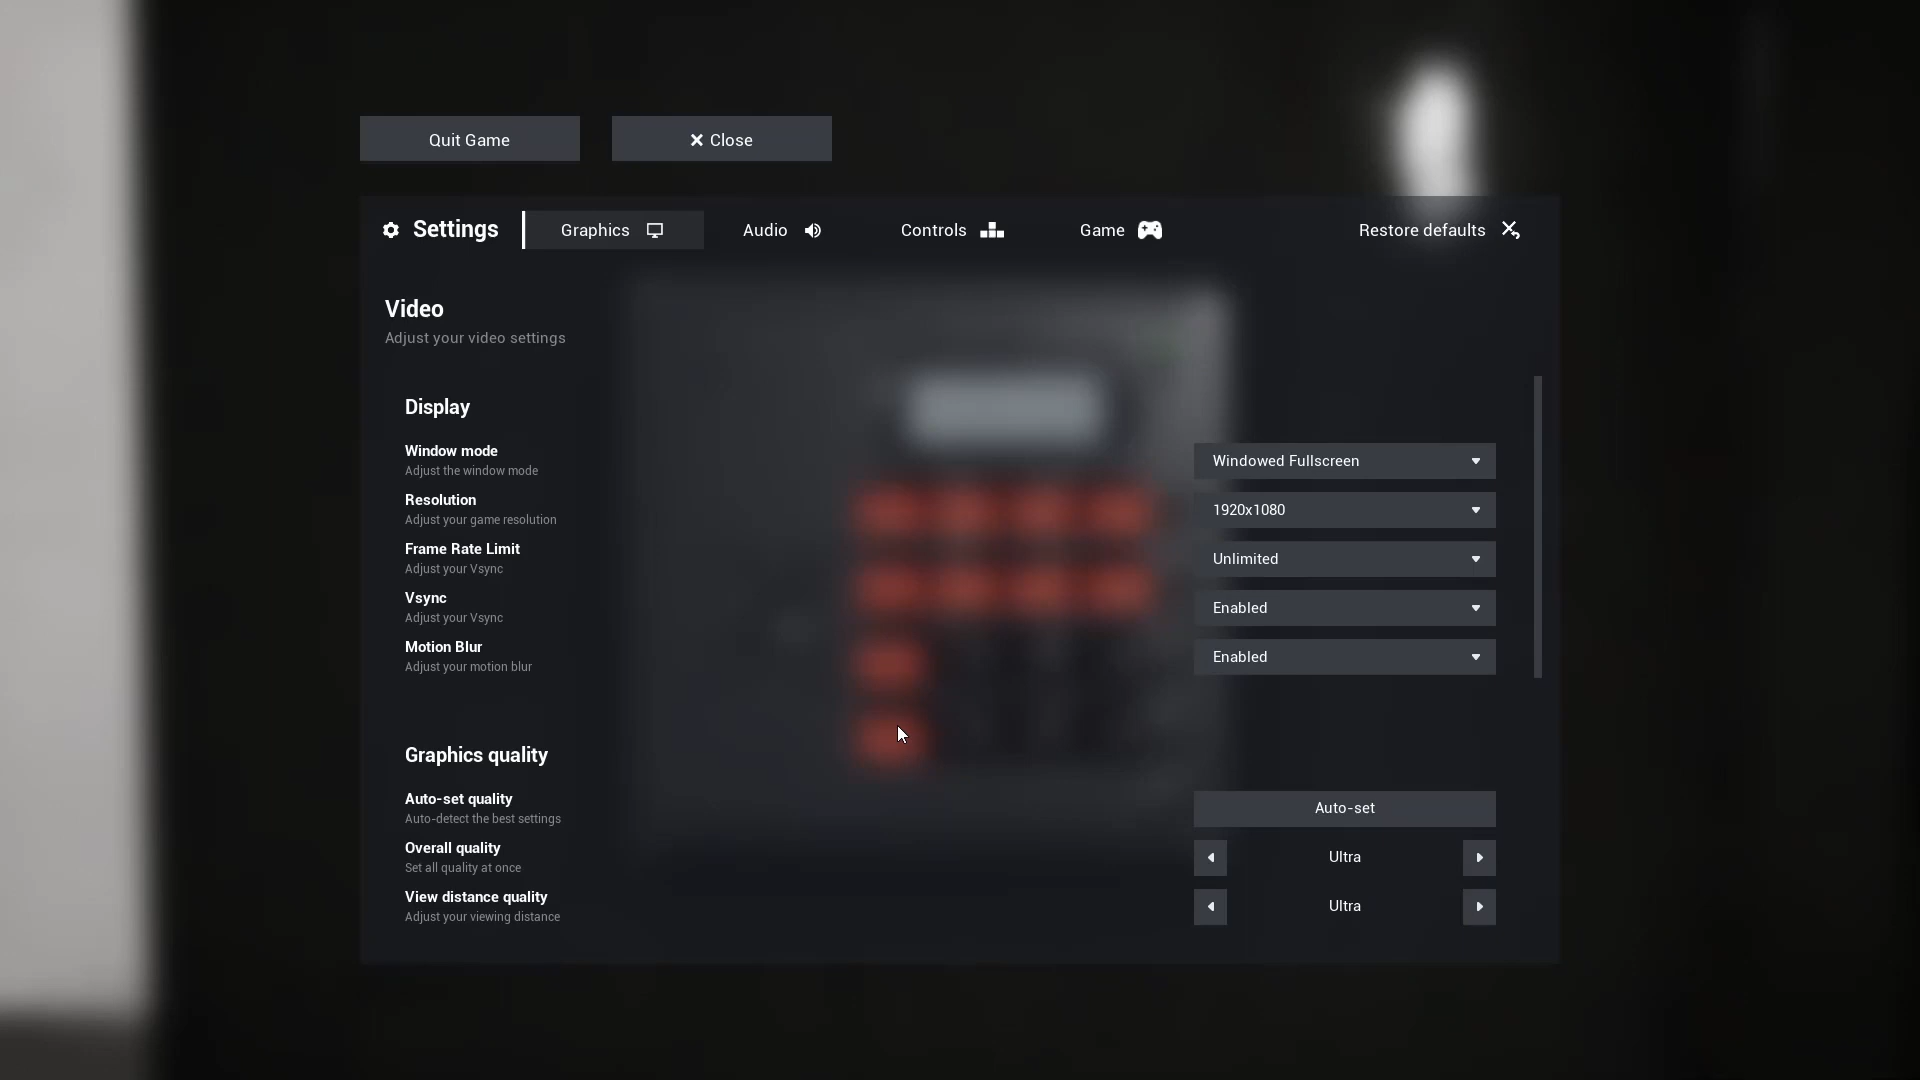 Quit Game
Close
Settings
Graphics
Audio
Controls
Game
Restore defaults
Video
Adjust your video settings
Display
Window mode
Adjust the window mode
Windowed Fullscreen
Resolution
Adjust your game resolution
1920x1080
Frame Rate Limit
Adjust your Vsync
Unlimited
Vsync
Adjust your Vsync
Enabled
Motion Blur
Adjust your motion blur
Enabled
Graphics quality
Auto-set quality
Auto-detect the best settings
Auto-set
Overall quality
Set all quality at once
Ultra
View distance quality
Adjust your viewing distance
Ultra